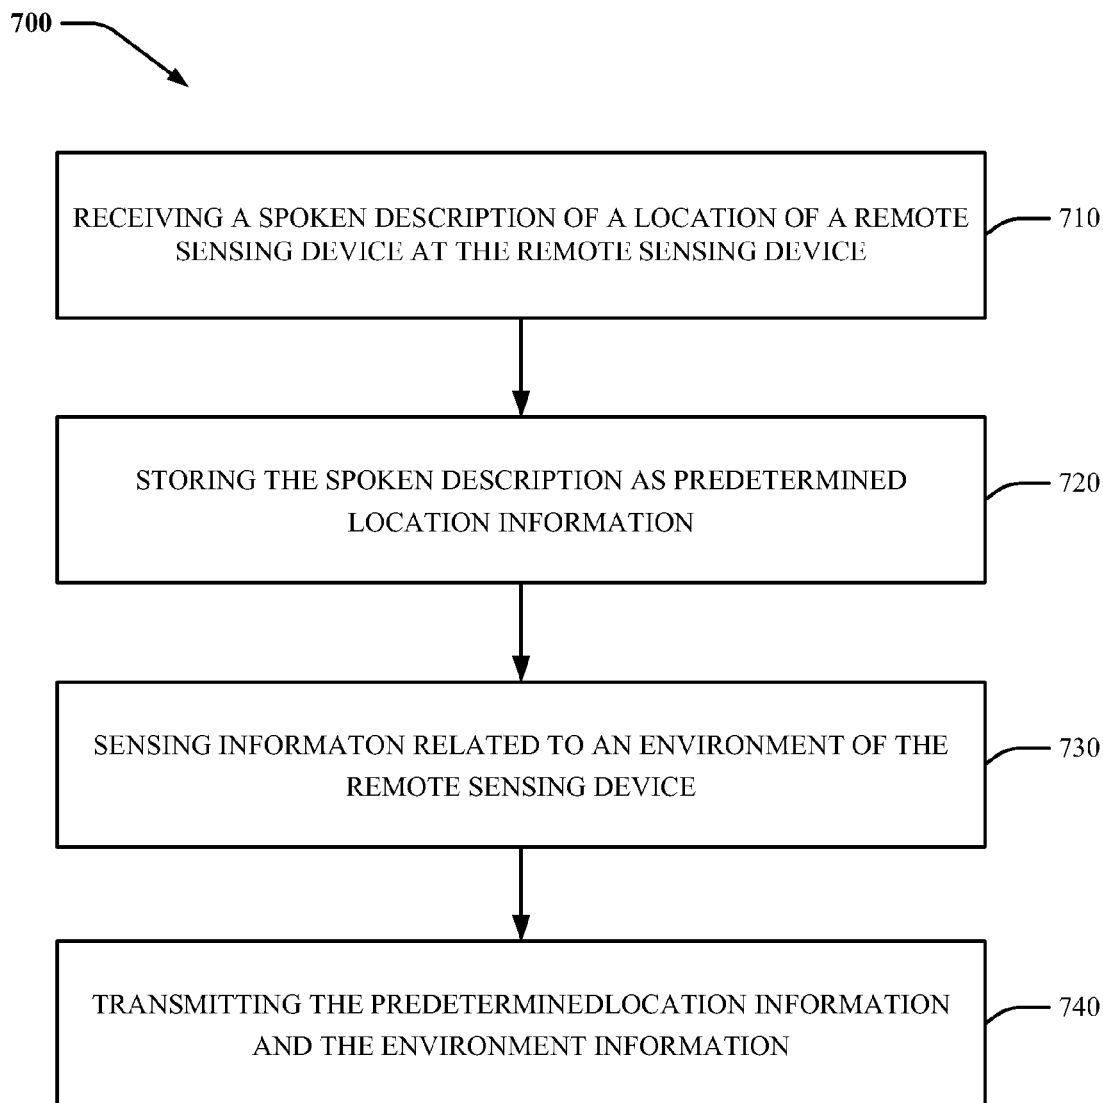 700
RECEIVING A SPOKEN DESCRIPTION OF A LOCATION OF A REMOTE
SENSING DEVICE AT THE REMOTE SENSING DEVICE
710
STORING THE SPOKEN DESCRIPTION AS PREDETERMINED
LOCATION INFORMATION
720
SENSING INFORMATON RELATED TO AN ENVIRONMENT OF THE
REMOTE SENSING DEVICE
730
TRANSMITTING THE PREDETERMINEDLOCATION INFORMATION
AND THE ENVIRONMENT INFORMATION
740